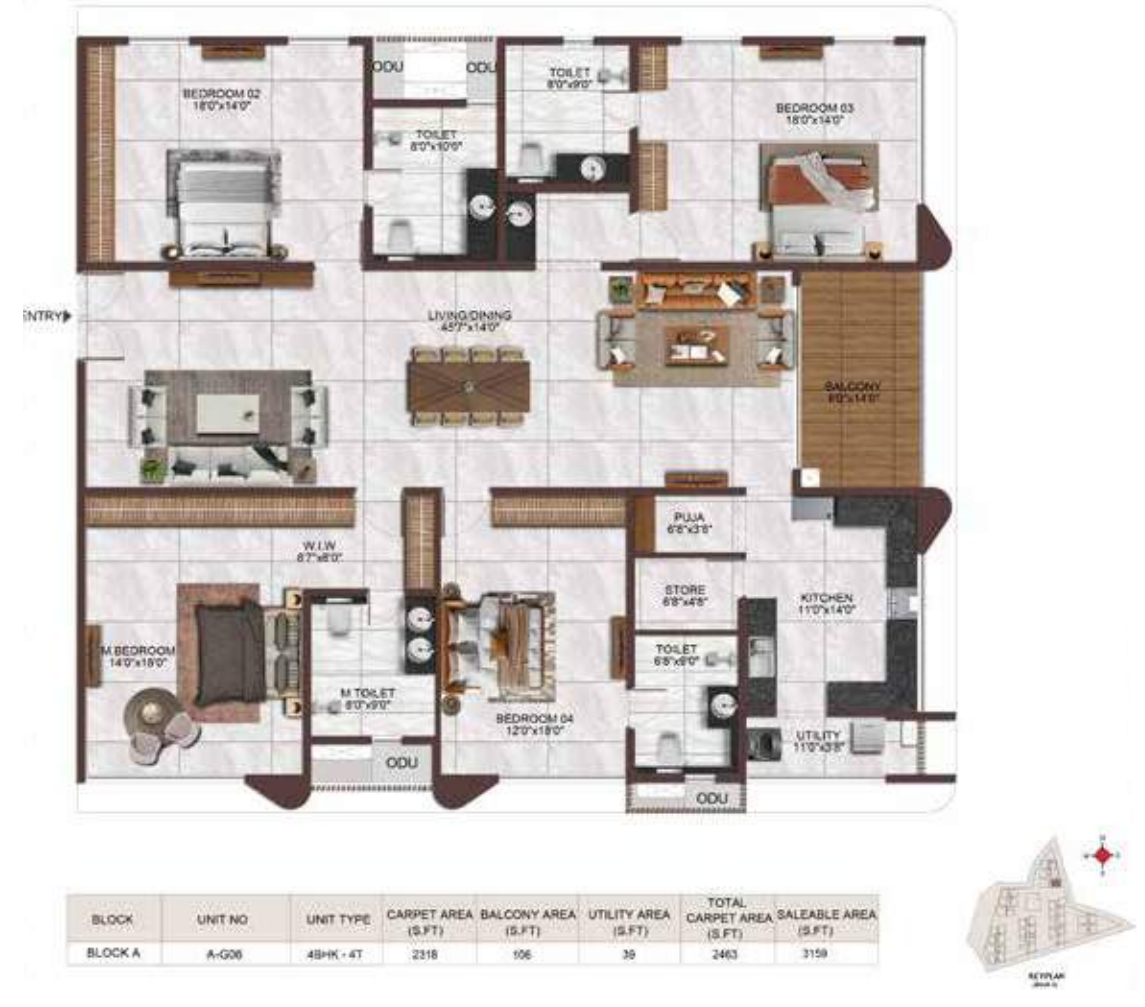 ODU
ODU
TOILET
8'0"x9'0"
BEDROOM 02
18'0"x14'0"
BEDROOM 03
18'0"x14'0"
TOILET
8'0"x10'6"
ENTRY
LIVING/DINING
45'7"x14'0"
BALCONY
8'0"x14'0"
PUJA
6'8"x3'8"
W.I.W
8'7"x8'0"
STORE
6'8"x4'8"
KITCHEN
11'0"x14'0"
M.BEDROOM
14'0"x18'0"
TOILET
6'8"x9'0"
M.TOILET
8'0"x9'0"
BEDROOM 04
12'0"x18'0"
UTILITY
11'0"x3'8"
ODU
ODU
BLOCK UNIT NO UNIT TYPE CARPET AREA (S.FT) BALCONY AREA (S.FT) UTILITY AREA (S.FT) TOTAL CARPET AREA (S.FT) SALEABLE AREA (S.FT)
BLOCK A A-G06 4BHK - 4T 2318 106 39 2463 3159
KEYPLAN